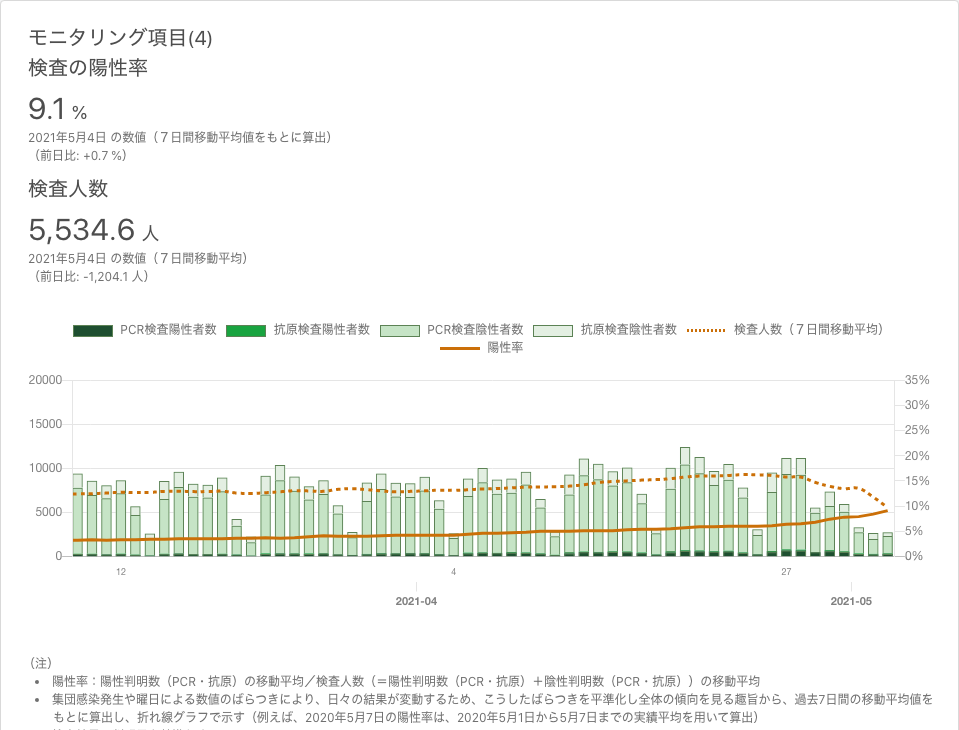 モニタリング項目(4)
検査の陽性率
9.1 %
2021年5月4日 の数値（７日間移動平均値をもとに算出）
（前日比: +0.7 %）
検査人数
5,534.6 人
2021年5月4日 の数値（７日間移動平均）
（前日比: -1,204.1 人）
PCR検査陽性者数 抗原検査陽性者数 PCR検査陰性者数 抗原検査陰性者数 検査人数（７日間移動平均）
陽性率
20000 35%
30%
15000 25%
20%
10000 15%
5000 10%
5%
0 0%
12 4 27
2021-04 2021-05
（注）
• 陽性率：陽性判明数（PCR・抗原）の移動平均／検査人数（＝陽性判明数（PCR・抗原）＋陰性判明数（PCR・抗原））の移動平均
• 集団感染発生や曜日による数値のばらつきにより、日々の結果が変動するため、こうしたばらつきを平準化し全体の傾向を見る趣旨から、過去7日間の移動平均値を
もとに算出し、折れ線グラフで示す（例えば、2020年5月7日の陽性率は、2020年5月1日から5月7日までの実績平均を用いて算出）